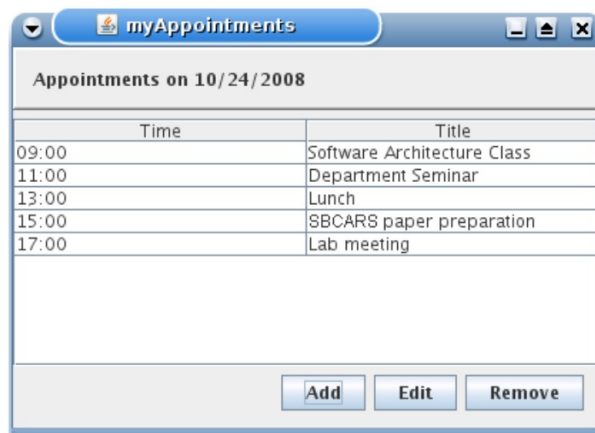 myAppointments
Appointments on 10/24/2008
Time Title
09:00 Software Architecture Class
11:00 Department Seminar
13:00 Lunch
15:00 SBCARS paper preparation
17:00 Lab meeting
Add Edit Remove